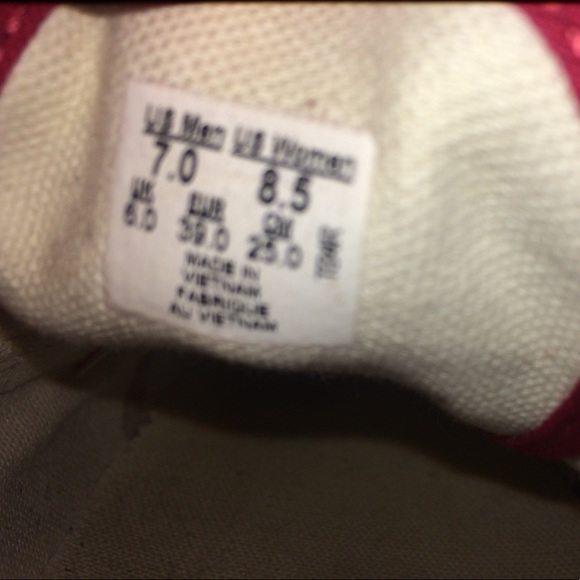 US Men US Women
7.0 8.5
UK EUR CM
6.0 39.0 25.0
MADE IN
VIETNAM
FABRIQUE
AU VIETNAM